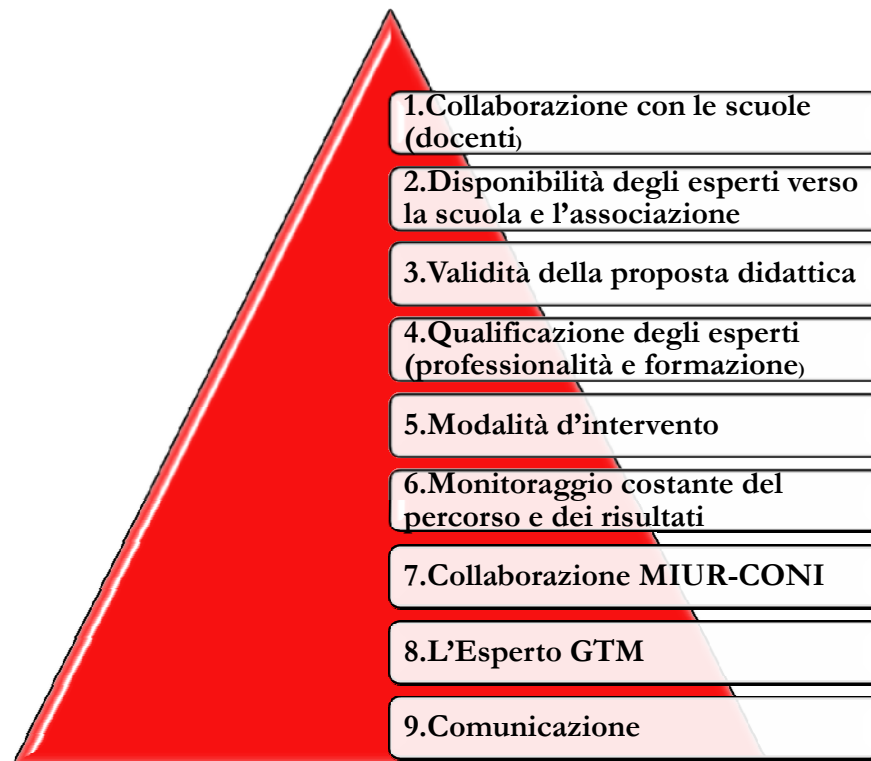 1.Collaborazione con le scuole
(docenti)
2.Disponibilità degli esperti verso
la scuola e l’associazione
3.Validità della proposta didattica
4.Qualificazione degli esperti
(professionalità e formazione)
5.Modalità d’intervento
6.Monitoraggio costante del
percorso e dei risultati
7.Collaborazione MIUR-CONI
8.L’Esperto GTM
9.Comunicazione